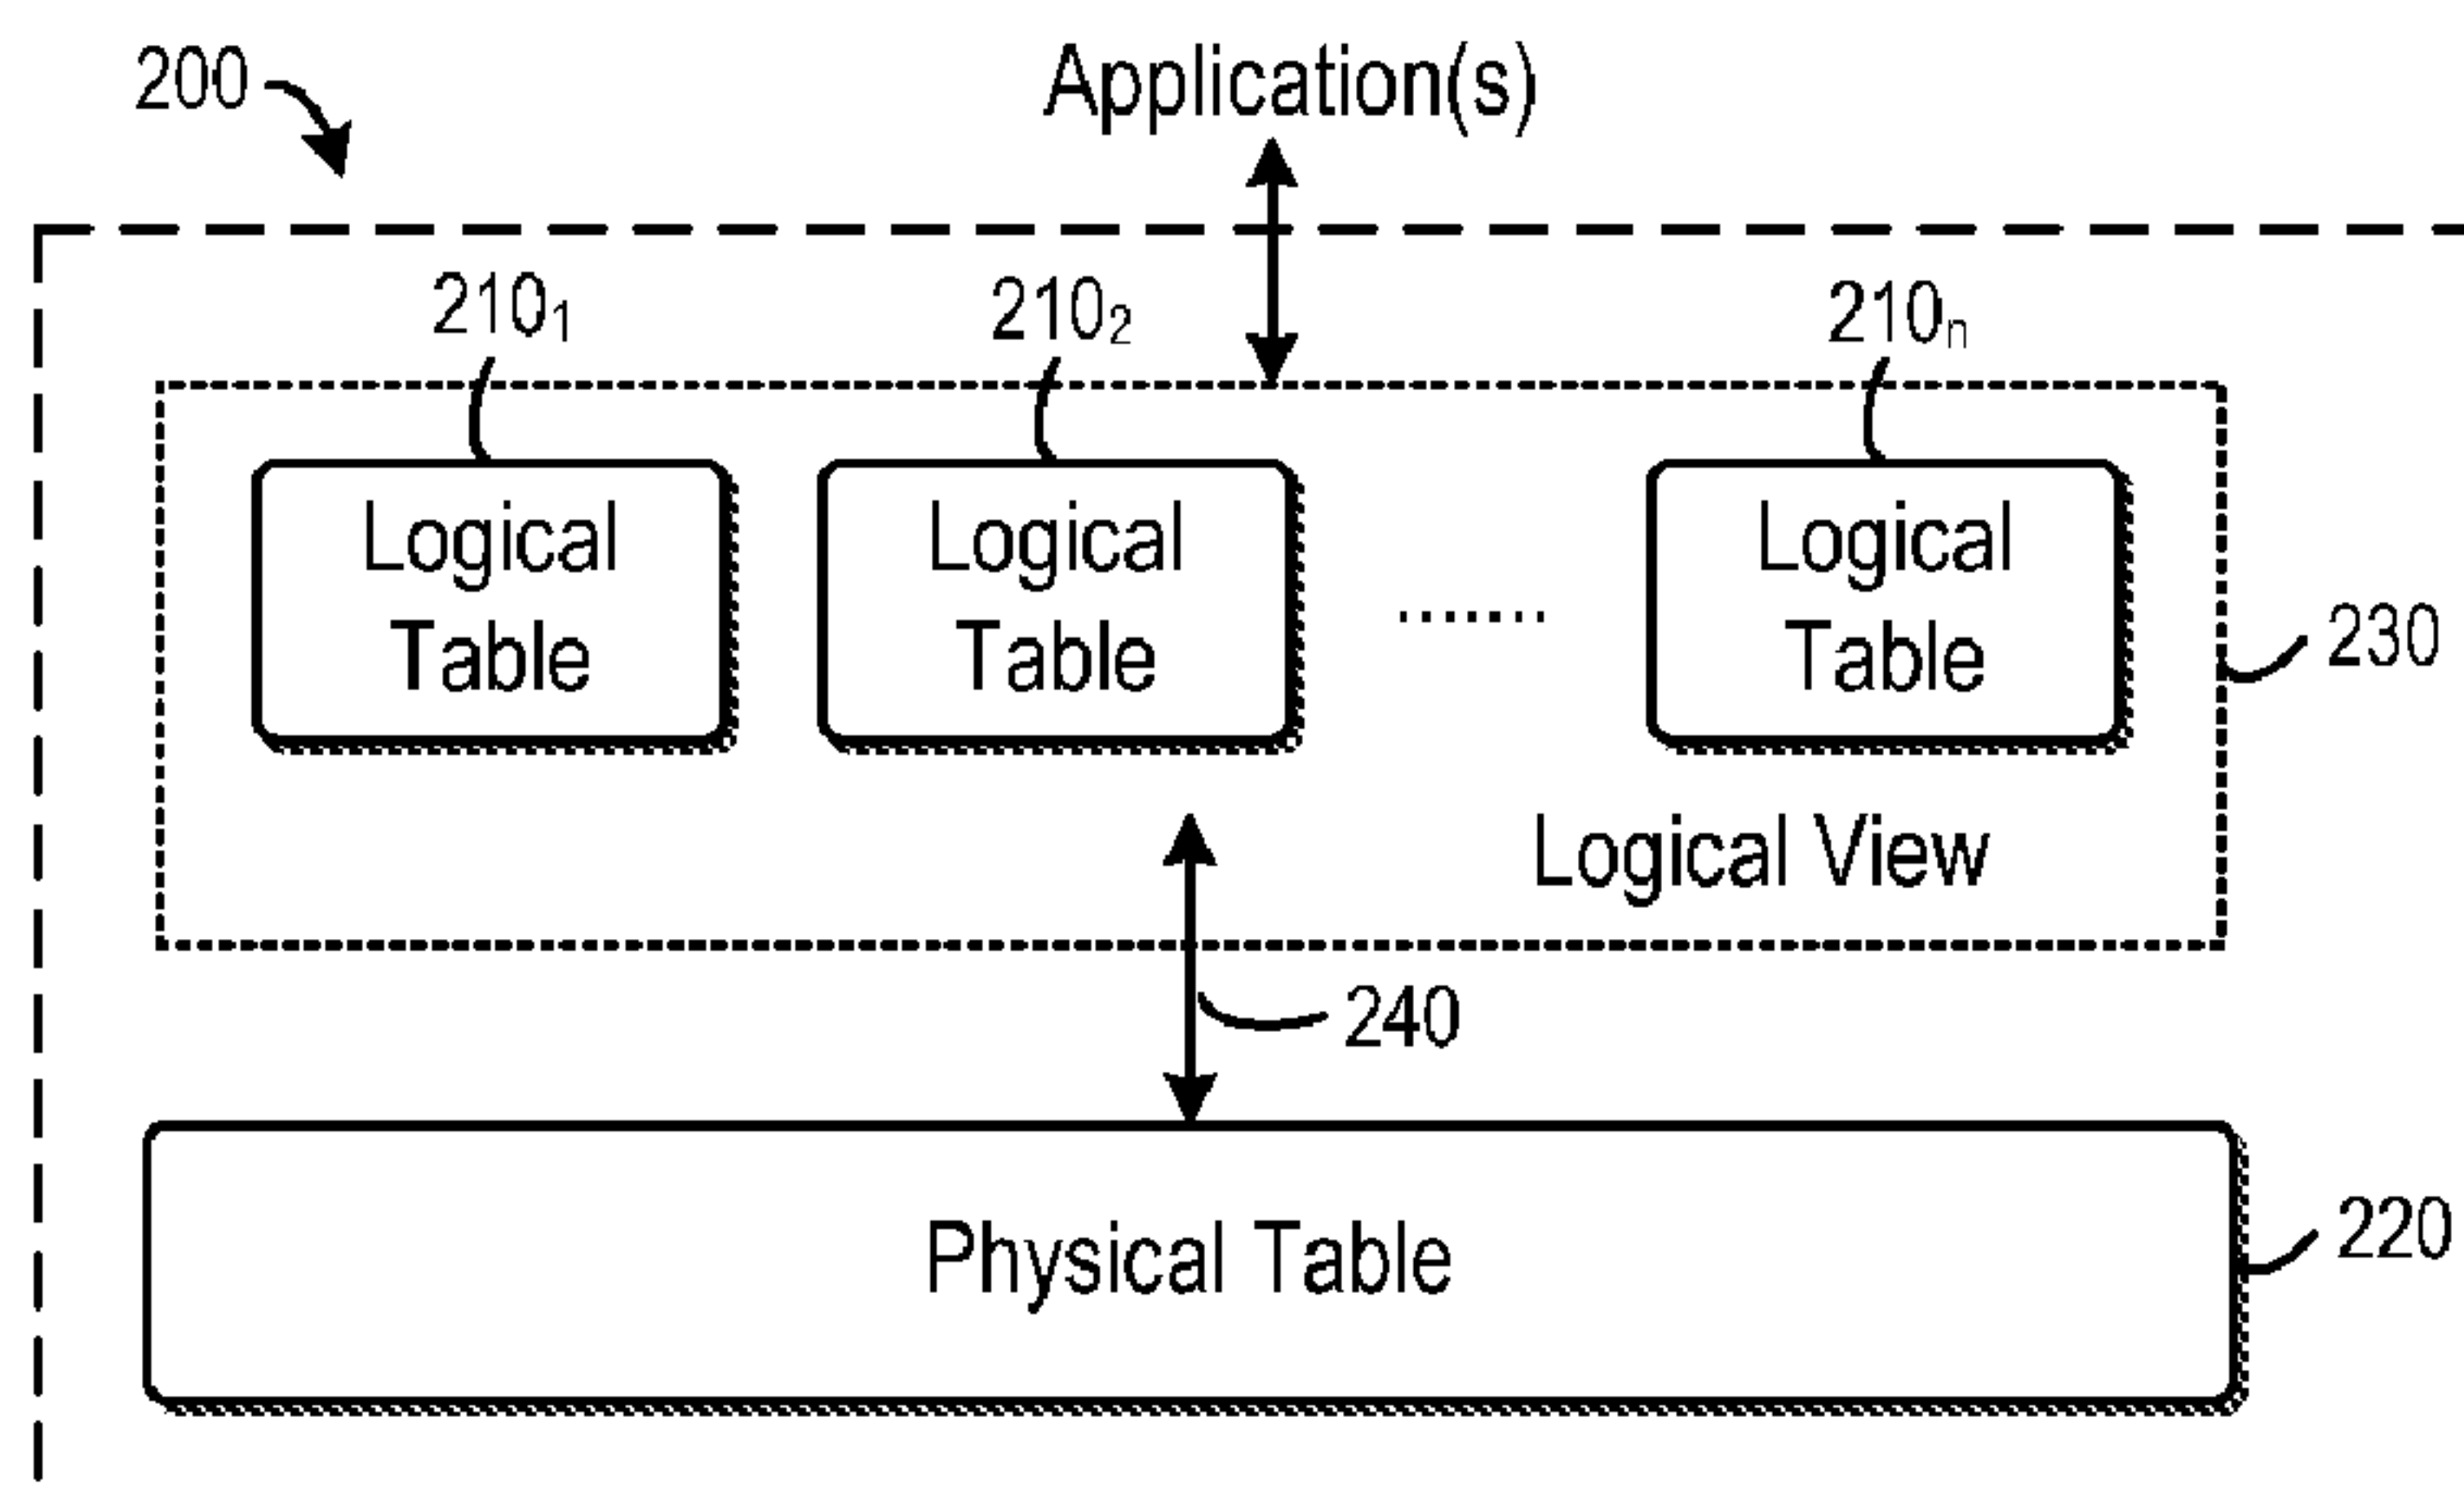 200
Application(s)
210₁
210₂
210ₙ
Logical
Table
Logical
Table
.......
Logical
Table
230
Logical View
240
Physical Table
220